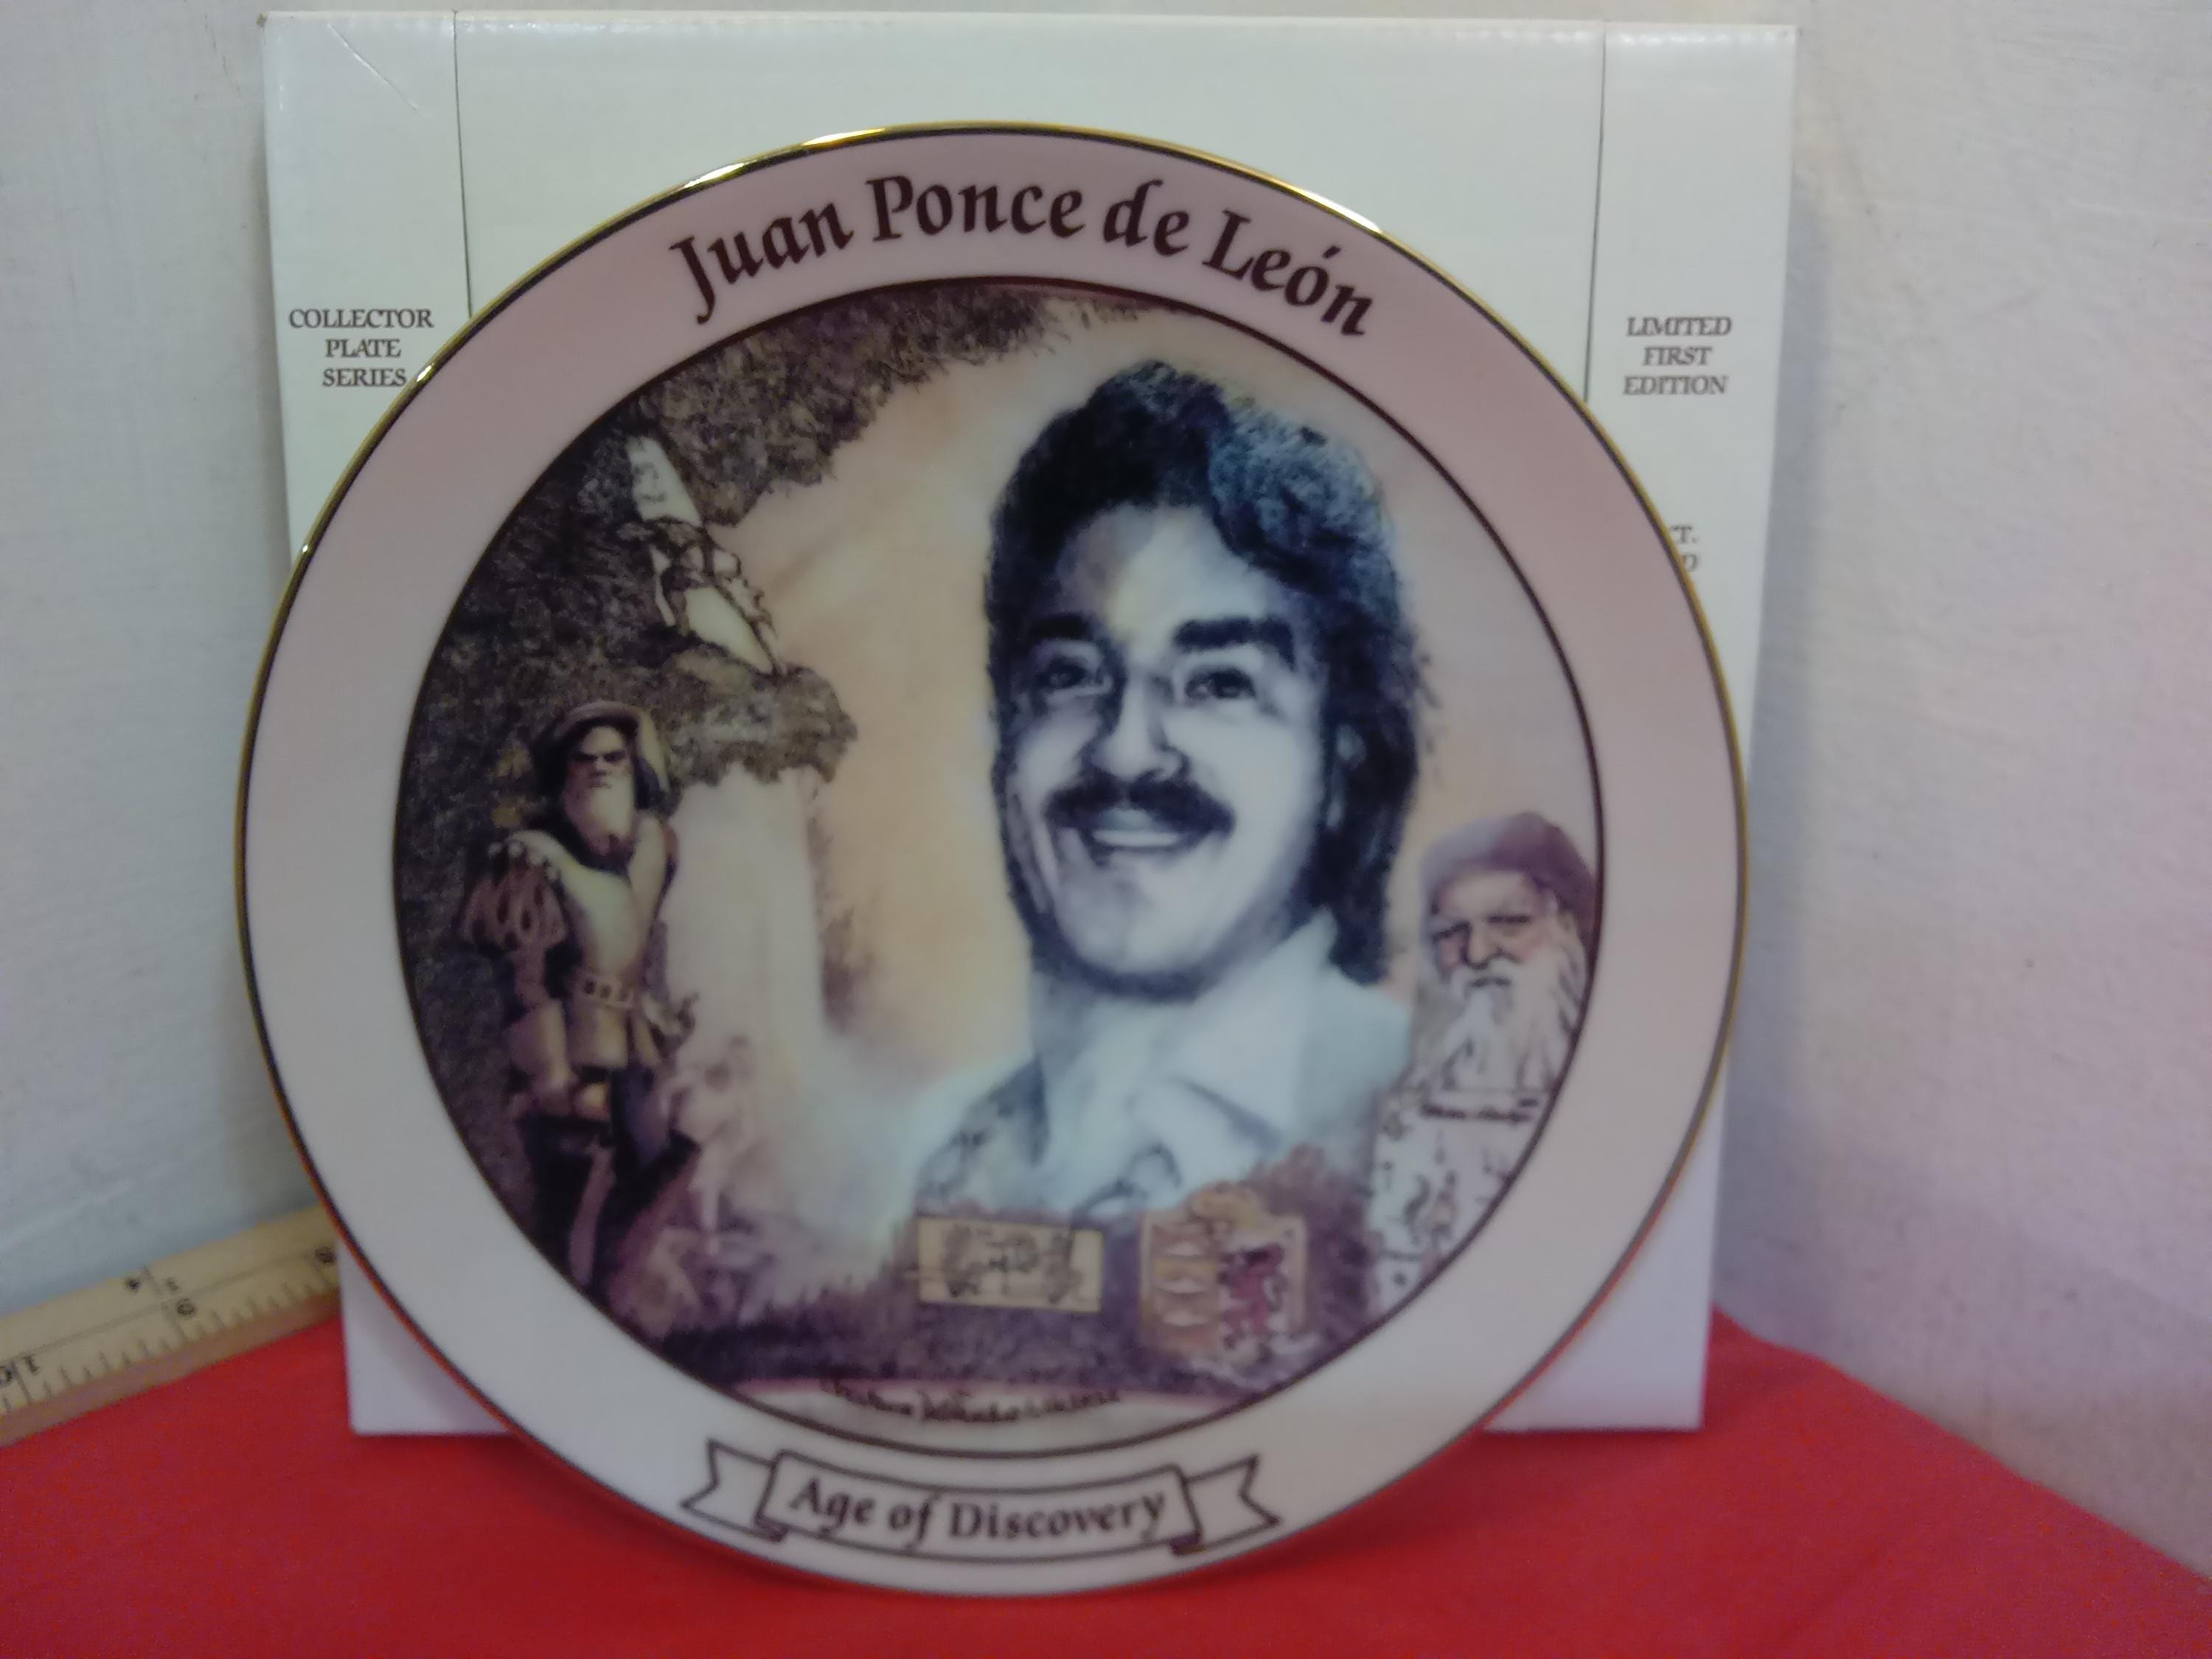 Juan Ponce de León
COLLECTOR
PLATE
SERIES
LIMITED
FIRST
EDITION
Age of Discovery